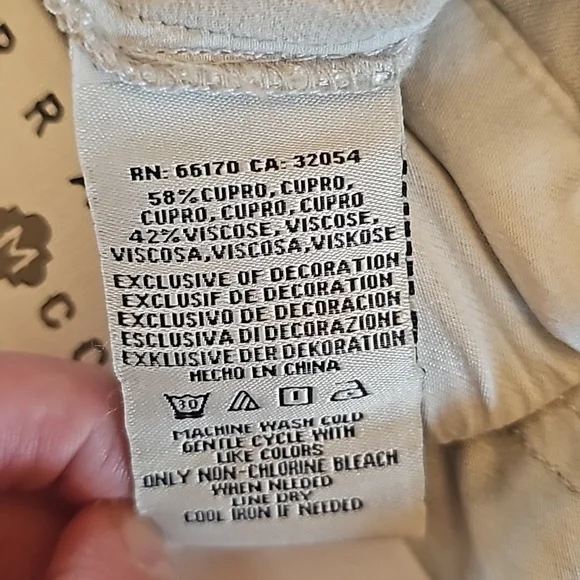 RN: 66170 CA: 32054
58% CUPRO, CUPRO,
CUPRO, CUPRO, CUPRO
42% VISCOSE, VISCOSE,
VISCOSA, VISCOSA, VISKOSE
EXCLUSIVE OF DECORATION
EXCLUSIF DE DECORATION
EXCLUSIVO DE DECORACION
ESCLUSIVA DI DECORAZIONE
EXKLUSIVE DER DEKORATION
HECHO EN CHINA
30
MACHINE WASH COLD
GENTLE CYCLE WITH
LIKE COLORS
ONLY NON-CHLORINE BLEACH
WHEN NEEDED
LINE DRY
COOL IRON IF NEEDED